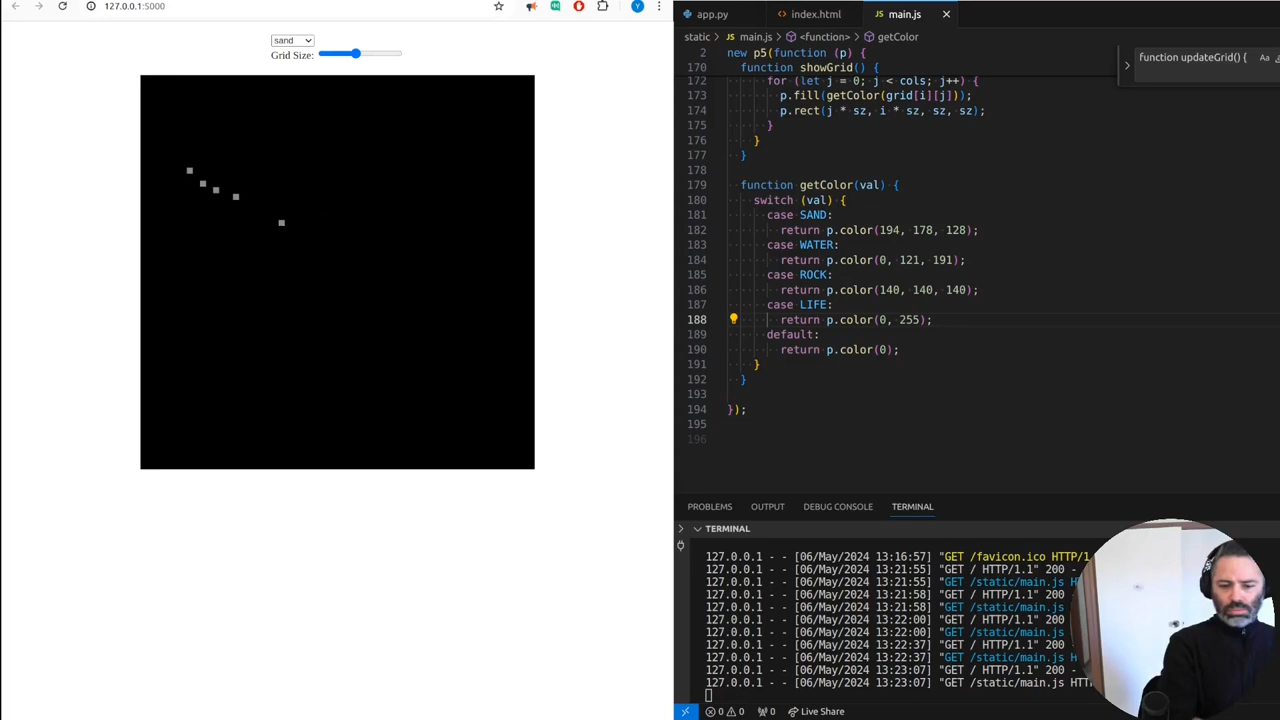 127.0.0.1:5000
sand
Grid Size:
app.py
index.html
main.js
static > main.js > <function> > getColor
function updateGrid() {
Aa
2 new p5(function (p) {
170 function showGrid() {
172 for (let j = 0; j < cols; j++) {
173 p.fill(getColor(grid[i][j]));
174 p.rect(j * sz, i * sz, sz, sz);
175 }
176 }
177 }
178
179 function getColor(val) {
180 switch (val) {
181 case SAND:
182 return p.color(194, 178, 128);
183 case WATER:
184 return p.color(0, 121, 191);
185 case ROCK:
186 return p.color(140, 140, 140);
187 case LIFE:
188 return p.color(0, 255);
189 default:
190 return p.color(0);
191 }
192 }
193
194 });
195
196
PROBLEMS OUTPUT DEBUG CONSOLE TERMINAL
TERMINAL
127.0.0.1 - - [06/May/2024 13:16:57] "GET /favicon.ico HTTP/1
127.0.0.1 - - [06/May/2024 13:21:55] "GET / HTTP/1.1" 200 -
127.0.0.1 - - [06/May/2024 13:21:55] "GET /static/main.js H
127.0.0.1 - - [06/May/2024 13:21:58] "GET / HTTP/1.1" 200
127.0.0.1 - - [06/May/2024 13:21:58] "GET /static/main.js
127.0.0.1 - - [06/May/2024 13:22:00] "GET / HTTP/1.1" 200
127.0.0.1 - - [06/May/2024 13:22:00] "GET /static/main.js
127.0.0.1 - - [06/May/2024 13:22:37] "GET / HTTP/1.1" 200
127.0.0.1 - - [06/May/2024 13:22:37] "GET /static/main.js H
127.0.0.1 - - [06/May/2024 13:23:07] "GET / HTTP/1.1" 200
127.0.0.1 - - [06/May/2024 13:23:07] "GET /static/main.js HTT
0 0 0 Live Share